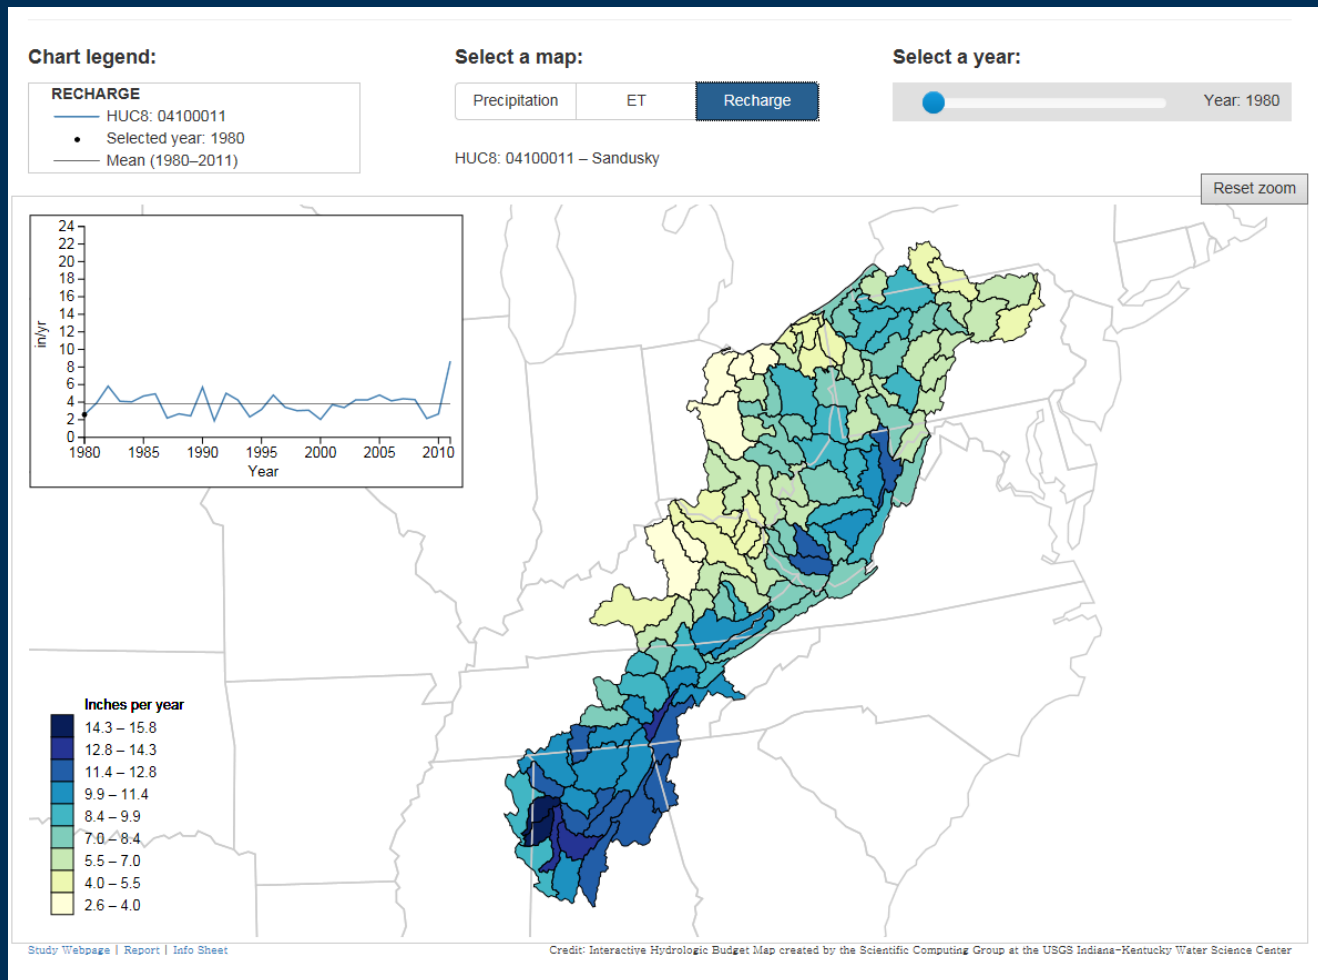 Chart legend:
Select a map:
Select a year:
RECHARGE
HUC8: 04100011
Selected year: 1980
Mean (1980–2011)
Precipitation
ET
Recharge
Year: 1980
HUC8: 04100011 – Sandusky
Reset zoom
24
22
20
18
16
14
12
10
8
6
4
2
0
in/yr
1980 1985 1990 1995 2000 2005 2010
Year
Inches per year
14.3 – 15.8
12.8 – 14.3
11.4 – 12.8
9.9 – 11.4
8.4 – 9.9
7.0 – 8.4
5.5 – 7.0
4.0 – 5.5
2.6 – 4.0
Study Webpage | Report | Info Sheet
Credit: Interactive Hydrologic Budget Map created by the Scientific Computing Group at the USGS Indiana-Kentucky Water Science Center